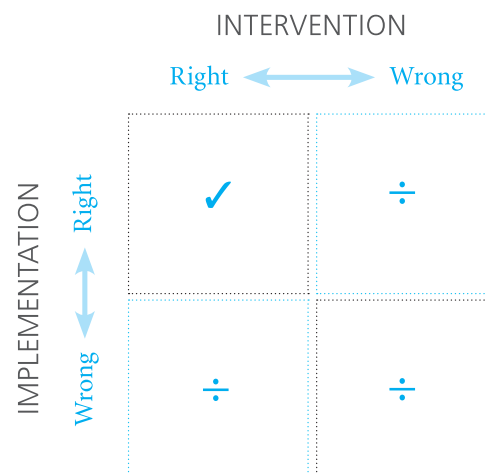 INTERVENTION
Right Wrong
IMPLEMENTATION
Right
Wrong
✓ ÷
÷ ÷